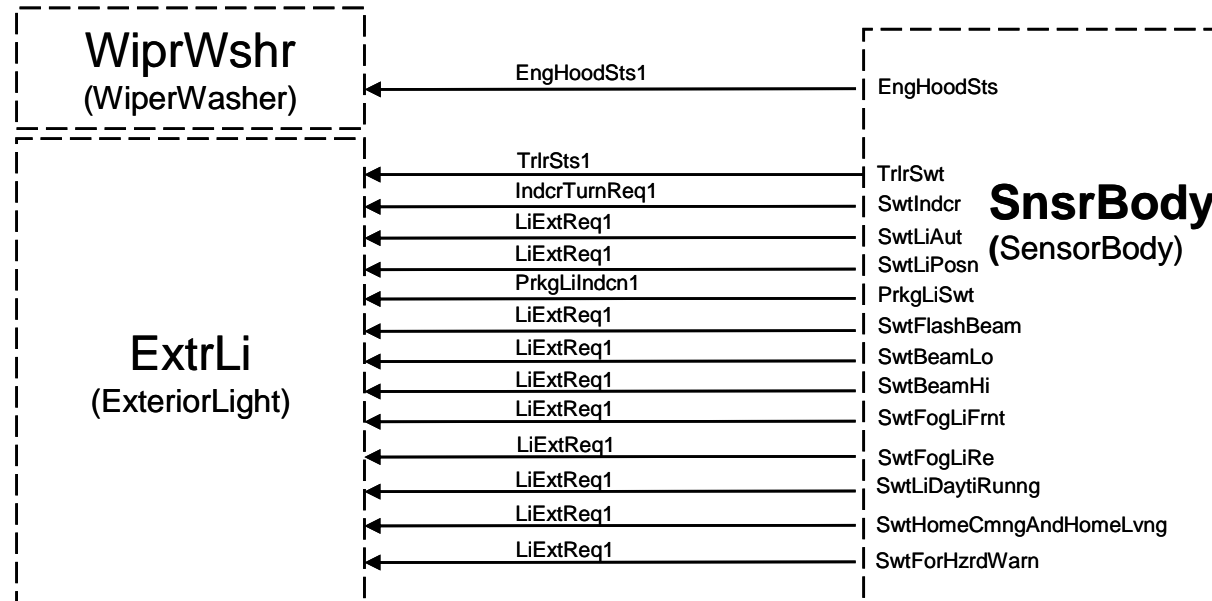 WiprWshr
(WiperWasher)
EngHoodSts1
EngHoodSts
TrlrSts1
TrlrSwt
IndcrTurnReq1
SwtIndcr
LiExtReq1
SwtLiAut
LiExtReq1
SwtLiPosn
PrkgLiIndcn1
PrkgLiSwt
LiExtReq1
SwtFlashBeam
LiExtReq1
SwtBeamLo
LiExtReq1
SwtBeamHi
LiExtReq1
SwtFogLiFrnt
LiExtReq1
SwtFogLiRe
LiExtReq1
SwtLiDaytiRunng
LiExtReq1
SwtHomeCmngAndHomeLvng
LiExtReq1
SwtForHzrdWarn
ExtrLi
(ExteriorLight)
SnsrBody
(SensorBody)